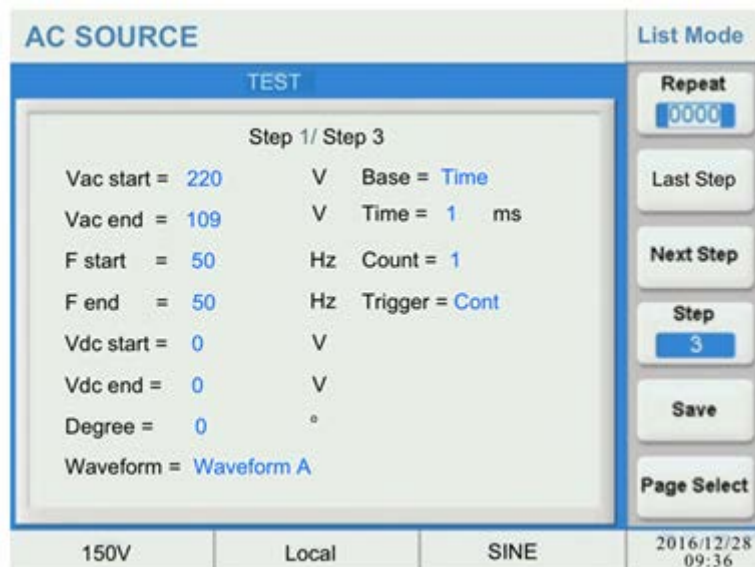 AC SOURCE
List Mode
TEST
Step 1/ Step 3
Vac start = 220 V Base = Time
Vac end = 109 V Time = 1 ms
F start = 50 Hz Count = 1
F end = 50 Hz Trigger = Cont
Vdc start = 0 V
Vdc end = 0 V
Degree = 0 °
Waveform = Waveform A
Repeat
0000
Last Step
Next Step
Step
3
Save
Page Select
150V Local SINE
2016/12/28
09:36